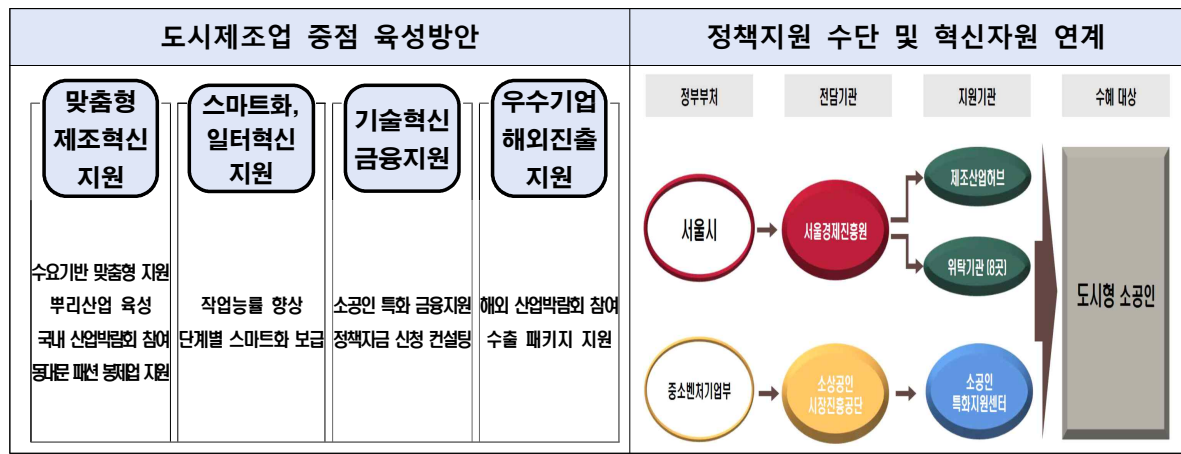 도시제조업 중점 육성방안
맞춤형
제조혁신
지원
스마트화,
일터혁신
지원
기술혁신
금융지원
우수기업
해외진출
지원
수요기반 맞춤형 지원
뿌리산업 육성
국내 산업박람회 참여
동대문 패션 봉제업 지원
작업능률 향상
단계별 스마트화 보급
소공인 특화 금융지원
정책자금 신청 컨설팅
해외 산업박람회 참여
수출 패키지 지원
정책지원 수단 및 혁신자원 연계
정부부처
전담기관
지원기관
수혜 대상
서울시
서울경제진흥원
제조산업허브
위탁기관 (8곳)
도시형 소공인
중소벤처기업부
소상공인
시장진흥공단
소공인
특화지원센터